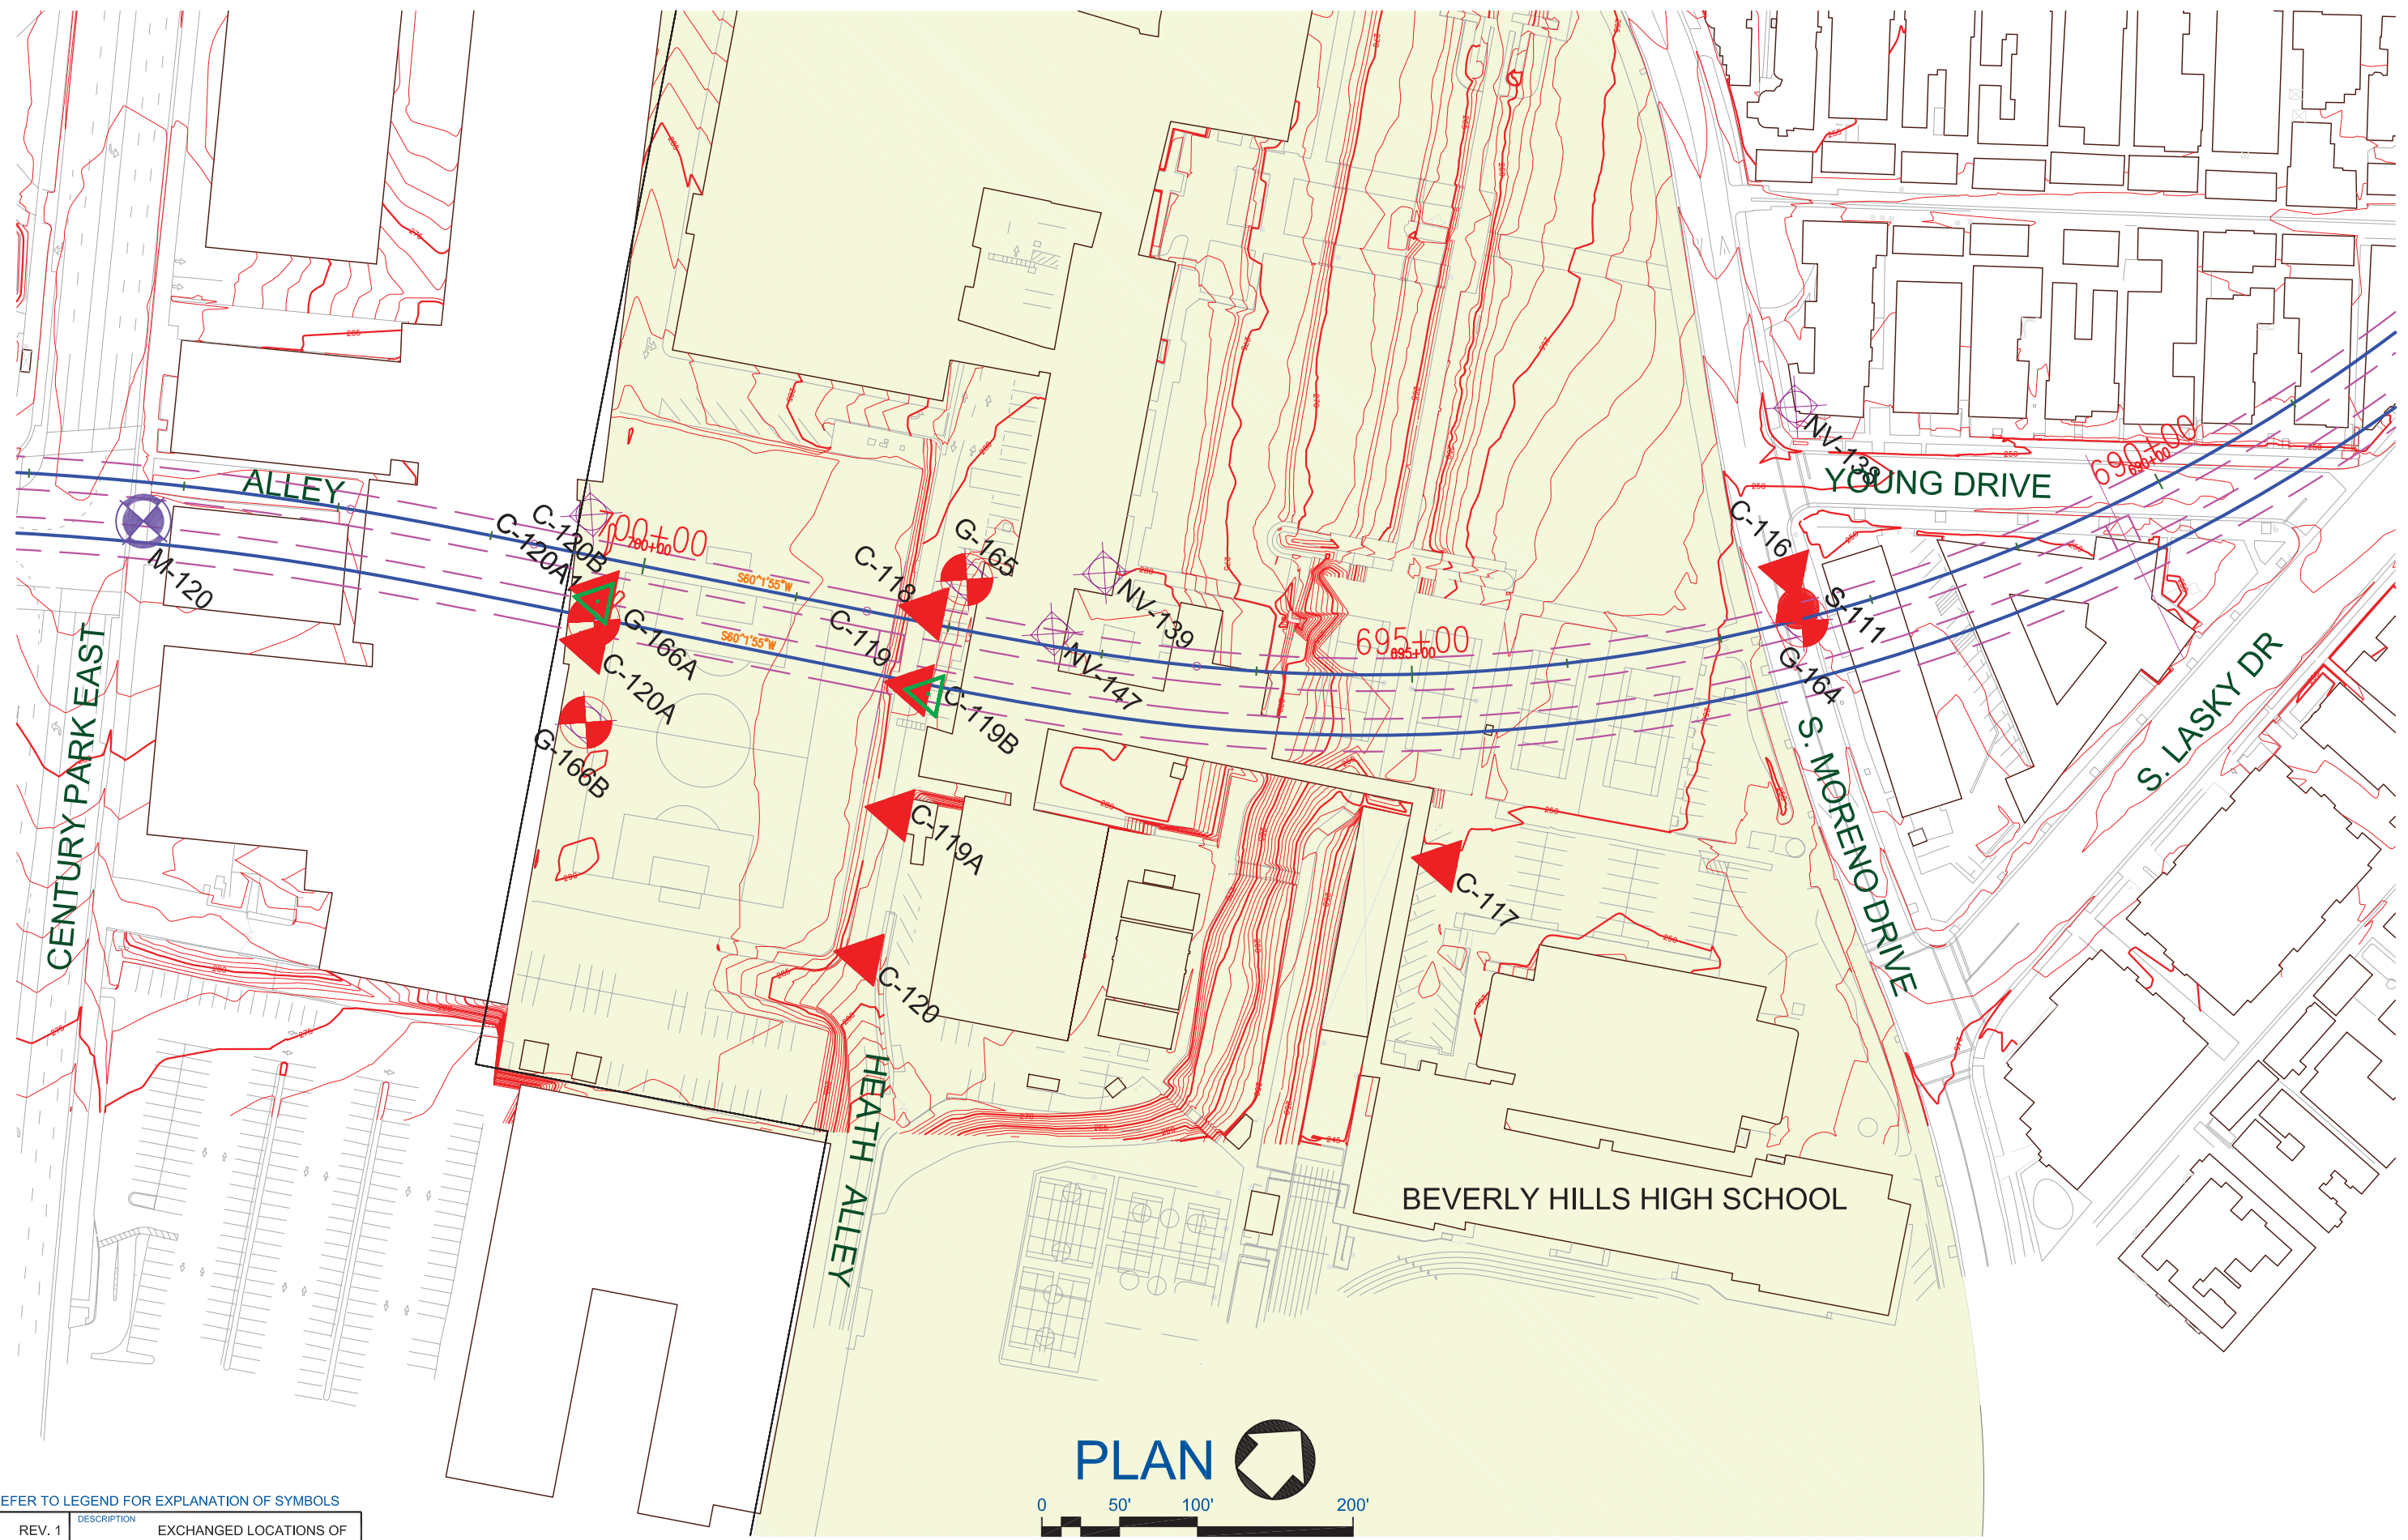 NV-138
YOUNG DRIVE
690+00
690+00
ALLEY
C-116
S-111
G-164
C-120B
C-120A1
700+00
700+00
S60^1'55"W
S60^1'55"W
M-120
G-166A
C-120A
G-166B
C-118
G-165
C-119
C-119B
NV-139
NV-147
695+00
695+00
C-119A
C-117
C-120
CENTURY PARK EAST
HEATH ALLEY
S. MORENO DRIVE
S. LASKY DR
BEVERLY HILLS HIGH SCHOOL
PLAN
0 50' 100' 200'
EFER TO LEGEND FOR EXPLANATION OF SYMBOLS
REV. 1 DESCRIPTION EXCHANGED LOCATIONS OF